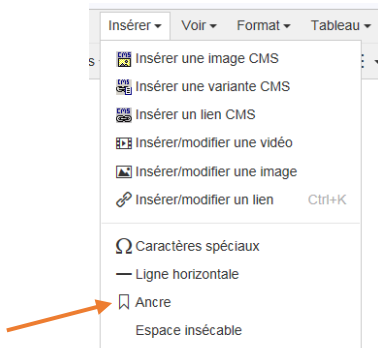 Insérer Voir Format Tableau
s
Insérer une image CMS
Insérer une variante CMS
Insérer un lien CMS
Insérer/modifier une vidéo
Insérer/modifier une image
Insérer/modifier un lien Ctrl+K
Ω Caractères spéciaux
Ligne horizontale
Ancre
Espace insécable